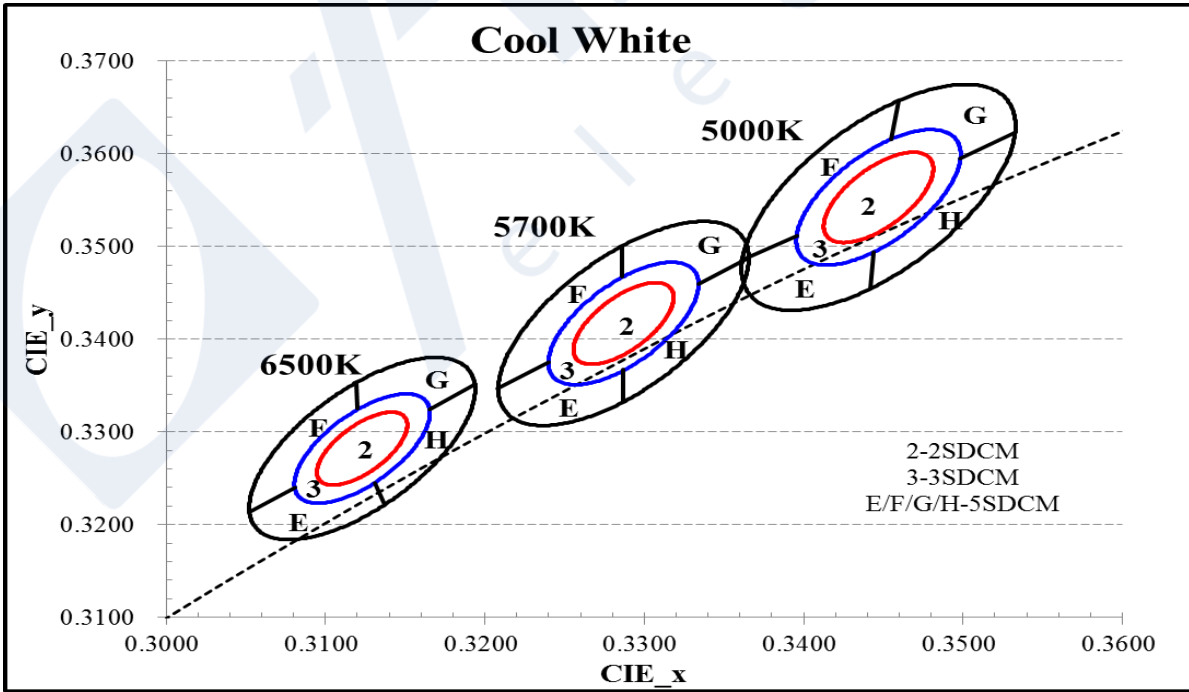 Cool White
0.3700
0.3600
0.3500
0.3400
0.3300
0.3200
0.3100
CIE_y
5000K
G
F
2
3
H
E
5700K
G
F
2
3
H
E
6500K
G
F
2
3
H
E
2-2SDCM
3-3SDCM
E/F/G/H-5SDCM
0.3000 0.3100 0.3200 0.3300 0.3400 0.3500 0.3600
CIE_x
e l e